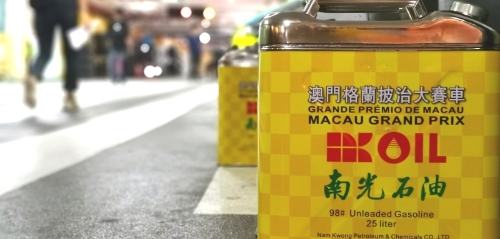 澳門格蘭披治大賽車
GRANDE PRÉMIO DE MACAU
MACAU GRAND PRIX
NK OIL
南光石油
98# Unleaded Gasoline
25 liter
Nam Kwong Petroleum & Chemicals CO.,LTD